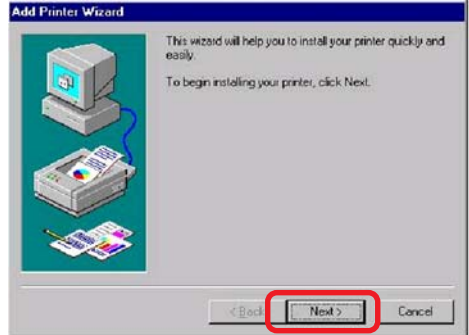 Add Printer Wizard
This wizard will help you to install your printer quickly and
easily.
To begin installing your printer, click Next.
< Back
Next >
Cancel